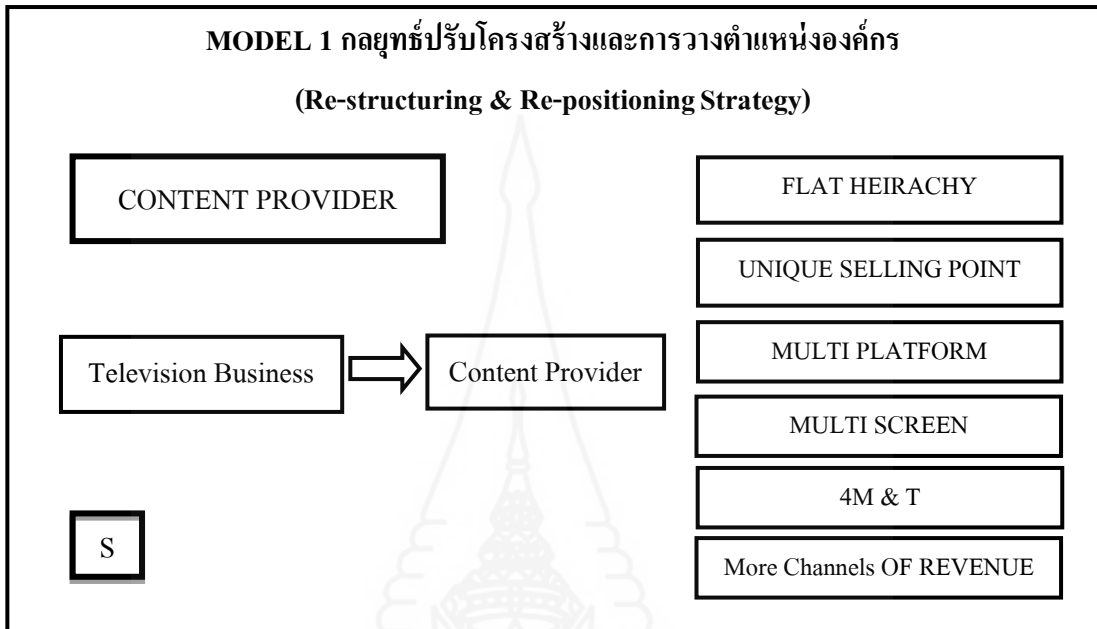 MODEL 1 กลยุทธ์ปรับโครงสร้างและการวางตำแหน่งองค์กร
(Re-structuring & Re-positioning Strategy)
CONTENT PROVIDER
Television Business
Content Provider
S
FLAT HEIRACHY
UNIQUE SELLING POINT
MULTI PLATFORM
MULTI SCREEN
4M & T
More Channels OF REVENUE